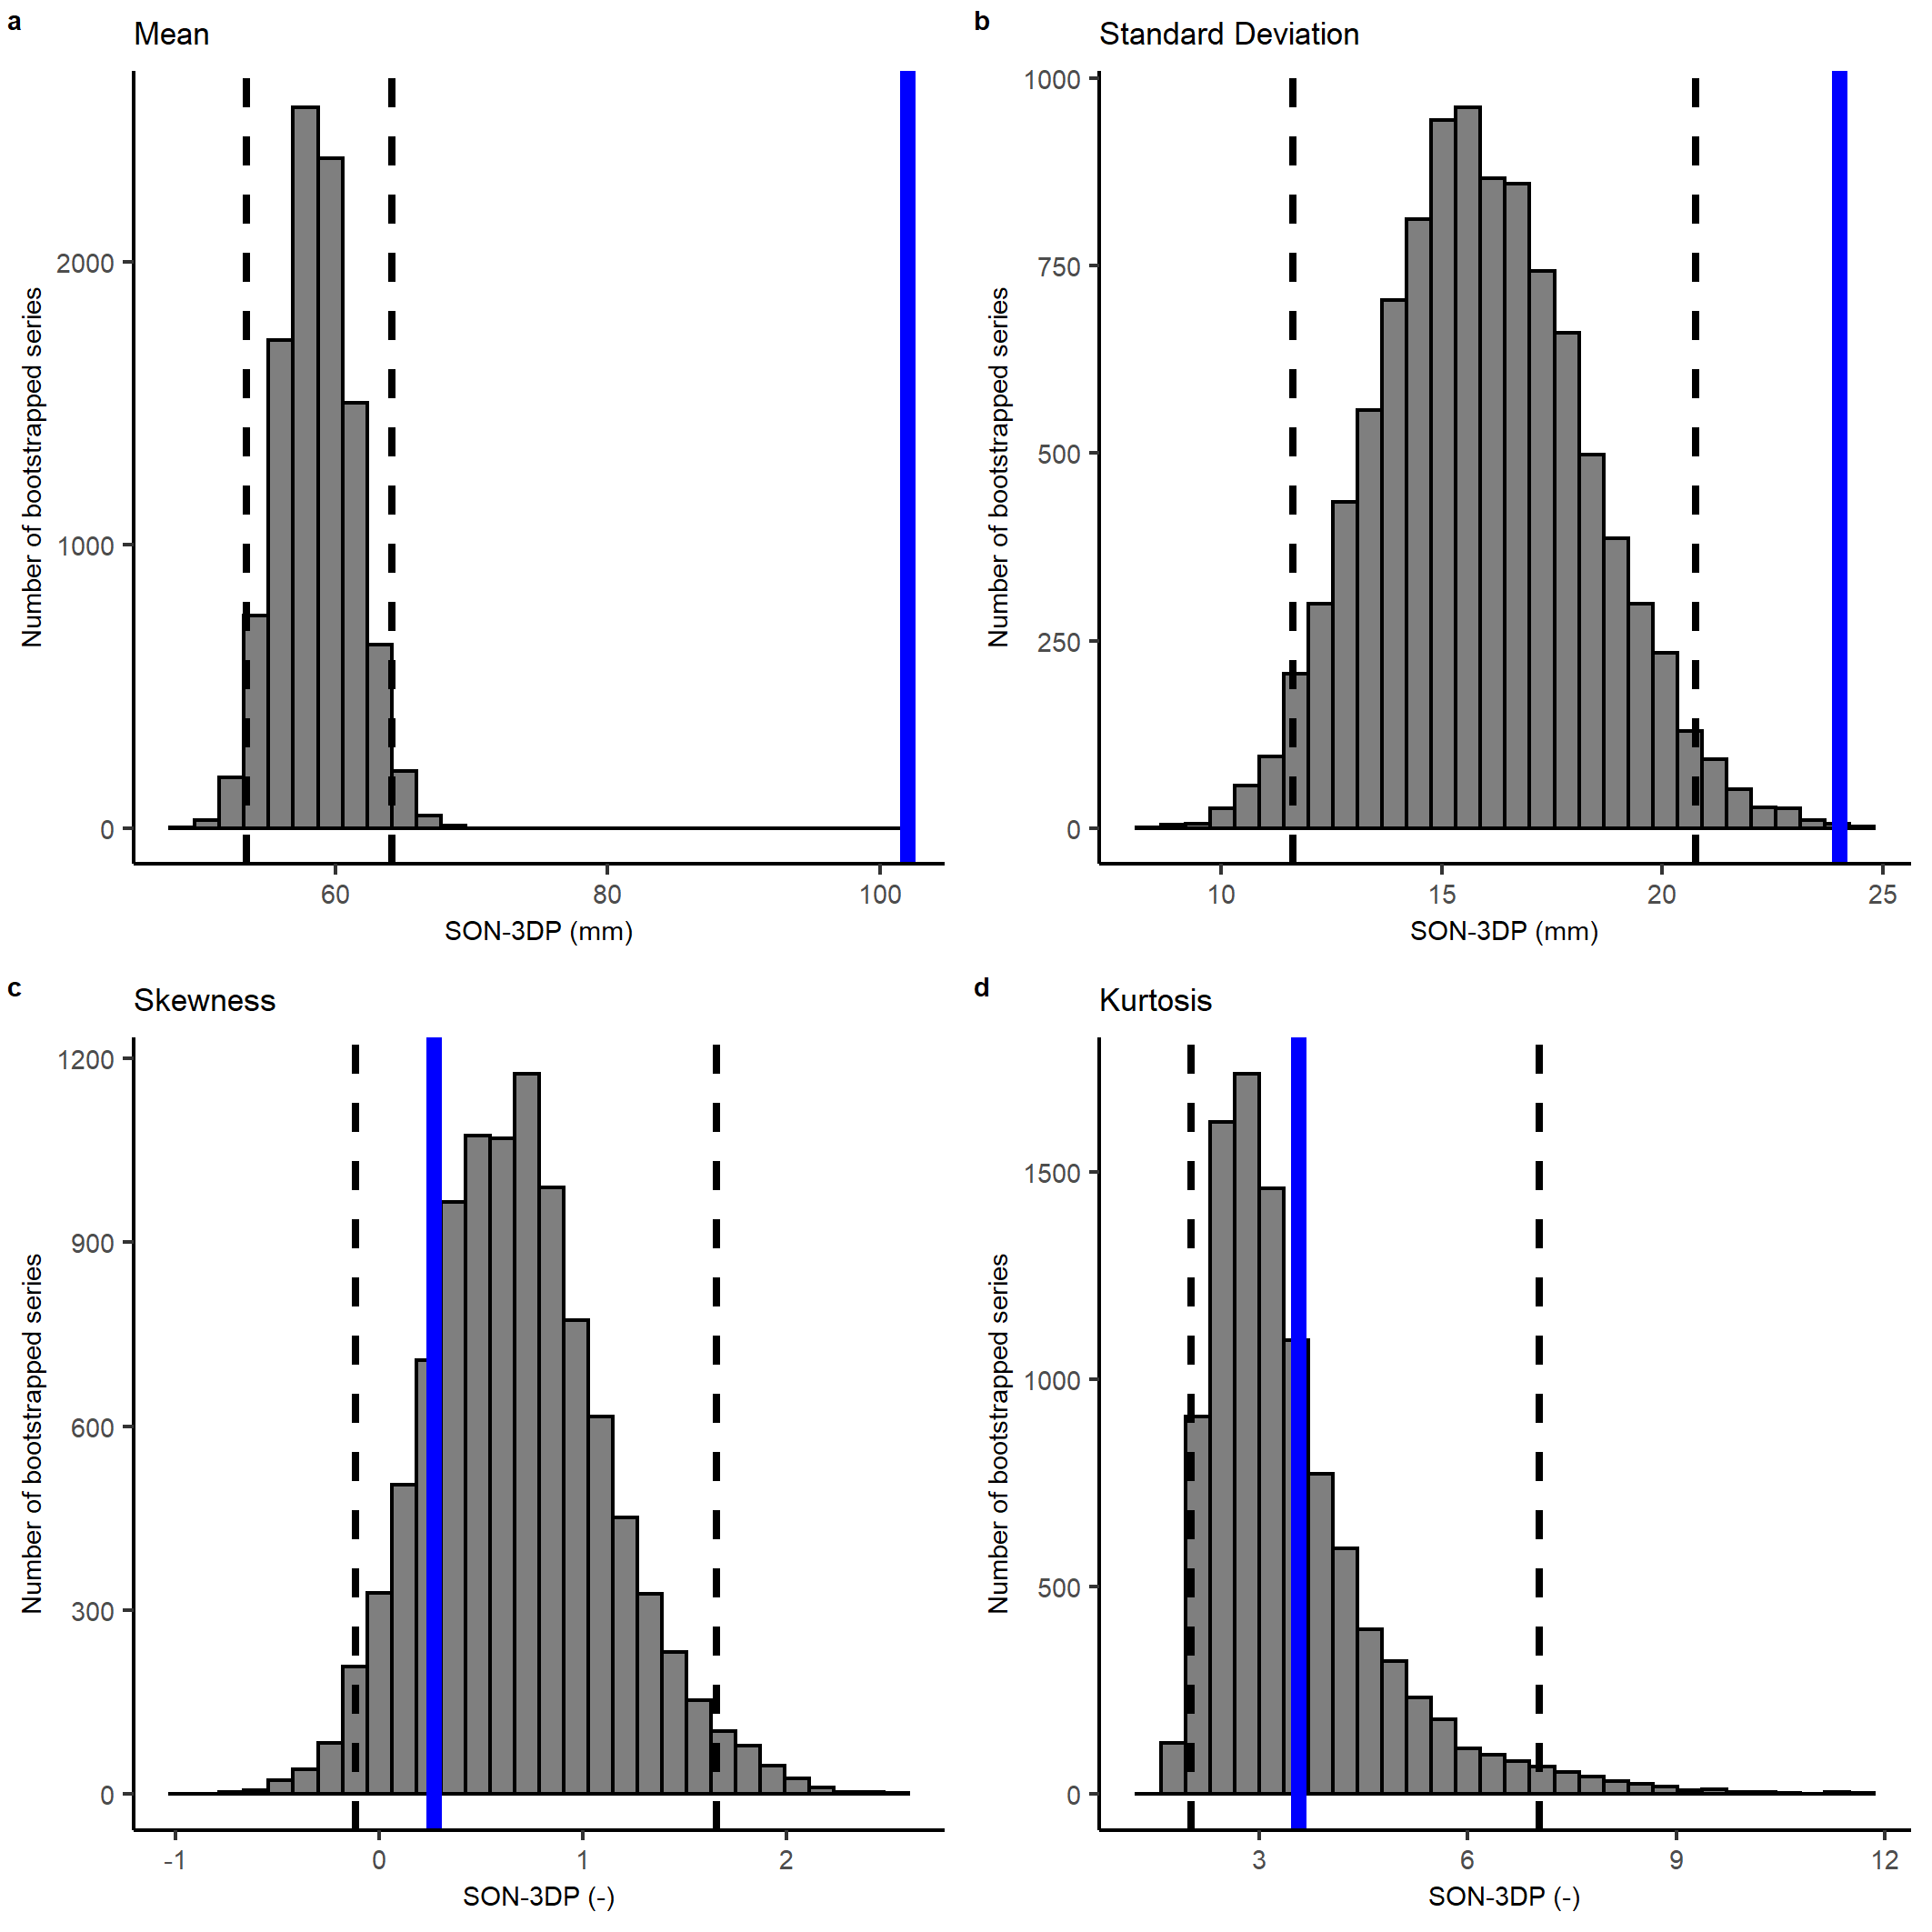 a
Mean
Number of bootstrapped series
2000
1000
0
60 80 100
SON-3DP (mm)
b
Standard Deviation
Number of bootstrapped series
1000
750
500
250
0
10 15 20 25
SON-3DP (mm)
c
Skewness
Number of bootstrapped series
1200
900
600
300
0
-1 0 1 2
SON-3DP (-)
d
Kurtosis
Number of bootstrapped series
1500
1000
500
0
3 6 9 12
SON-3DP (-)